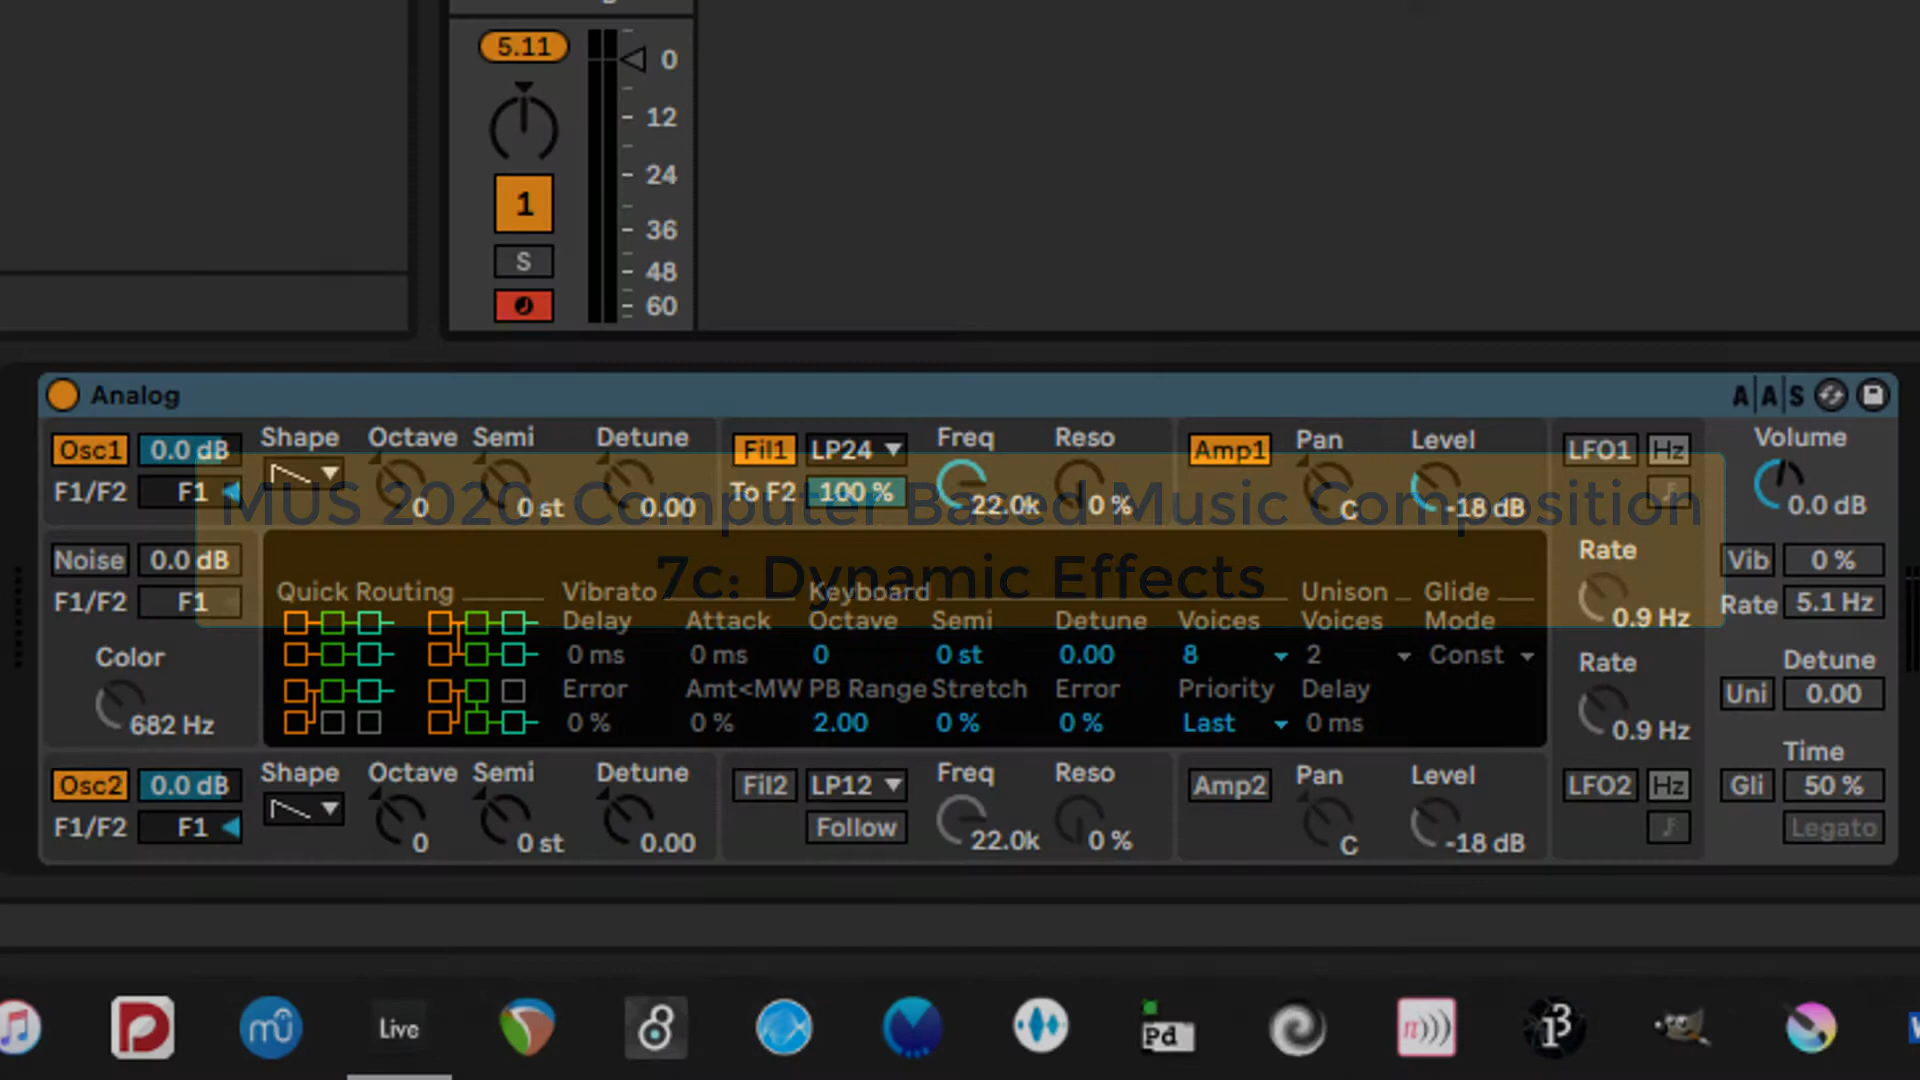 5.11
0
12
24
1
36
S
48
60
Analog
A|A|S
Osc1 0.0 dB Shape Octave Semi Detune Fil1 LP24 Freq Reso Amp1 Pan Level LFO1 Hz Volume
F1/F2 F1 0 0 st 0.00 To F2 100 % 22.0k 0 % C -18 dB 0.0 dB
MUS 2020: Computer Based Music Composition
7c: Dynamic Effects
Noise 0.0 dB Rate Vib 0 %
F1/F2 F1 Quick Routing Vibrato Keyboard Unison Glide 0.9 Hz Rate 5.1 Hz
Delay Attack Octave Semi Detune Voices Voices Mode
Color 0 ms 0 ms 0 0 st 0.00 8 2 Const Rate Detune
Error Amt<MW PB Range Stretch Error Priority Delay Uni 0.00
682 Hz 0 % 0 % 2.00 0 % 0 % Last 0 ms 0.9 Hz
Time
Osc2 0.0 dB Shape Octave Semi Detune Fil2 LP12 Freq Reso Amp2 Pan Level LFO2 Hz Gli 50 %
F1/F2 F1 0 0 st 0.00 Follow 22.0k 0 % C -18 dB Legato
mû Live 8 Pd n))) i3